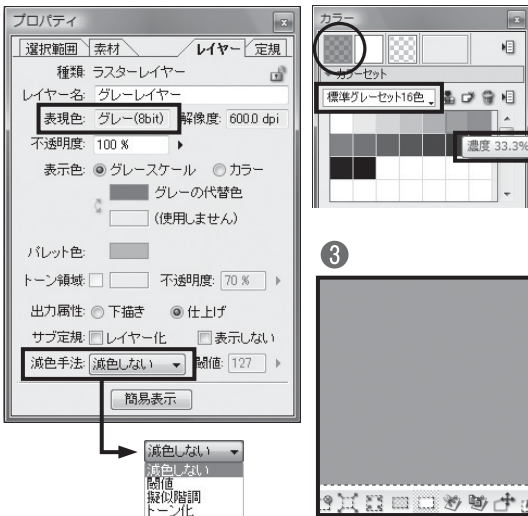 プロパティ
選択範囲 素材 レイヤー 定規
種類: ラスターレイヤー
レイヤー名: グレーレイヤー
表現色: グレー(8bit) 解像度: 600.0 dpi
不透明度: 100 %
表示色: グレースケール カラー
グレーの代替色
(使用しません)
パレット色:
トーン領域: 不透明度: 70 %
出力属性: 下描き 仕上げ
サブ定規: レイヤー化 表示しない
減色手法: 減色しない 閾値: 127
簡易表示
減色しない
減色しない
閾値
擬似階調
トーン化
カラー
カラーセット
標準グレーセット16色
濃度 33.3%
3